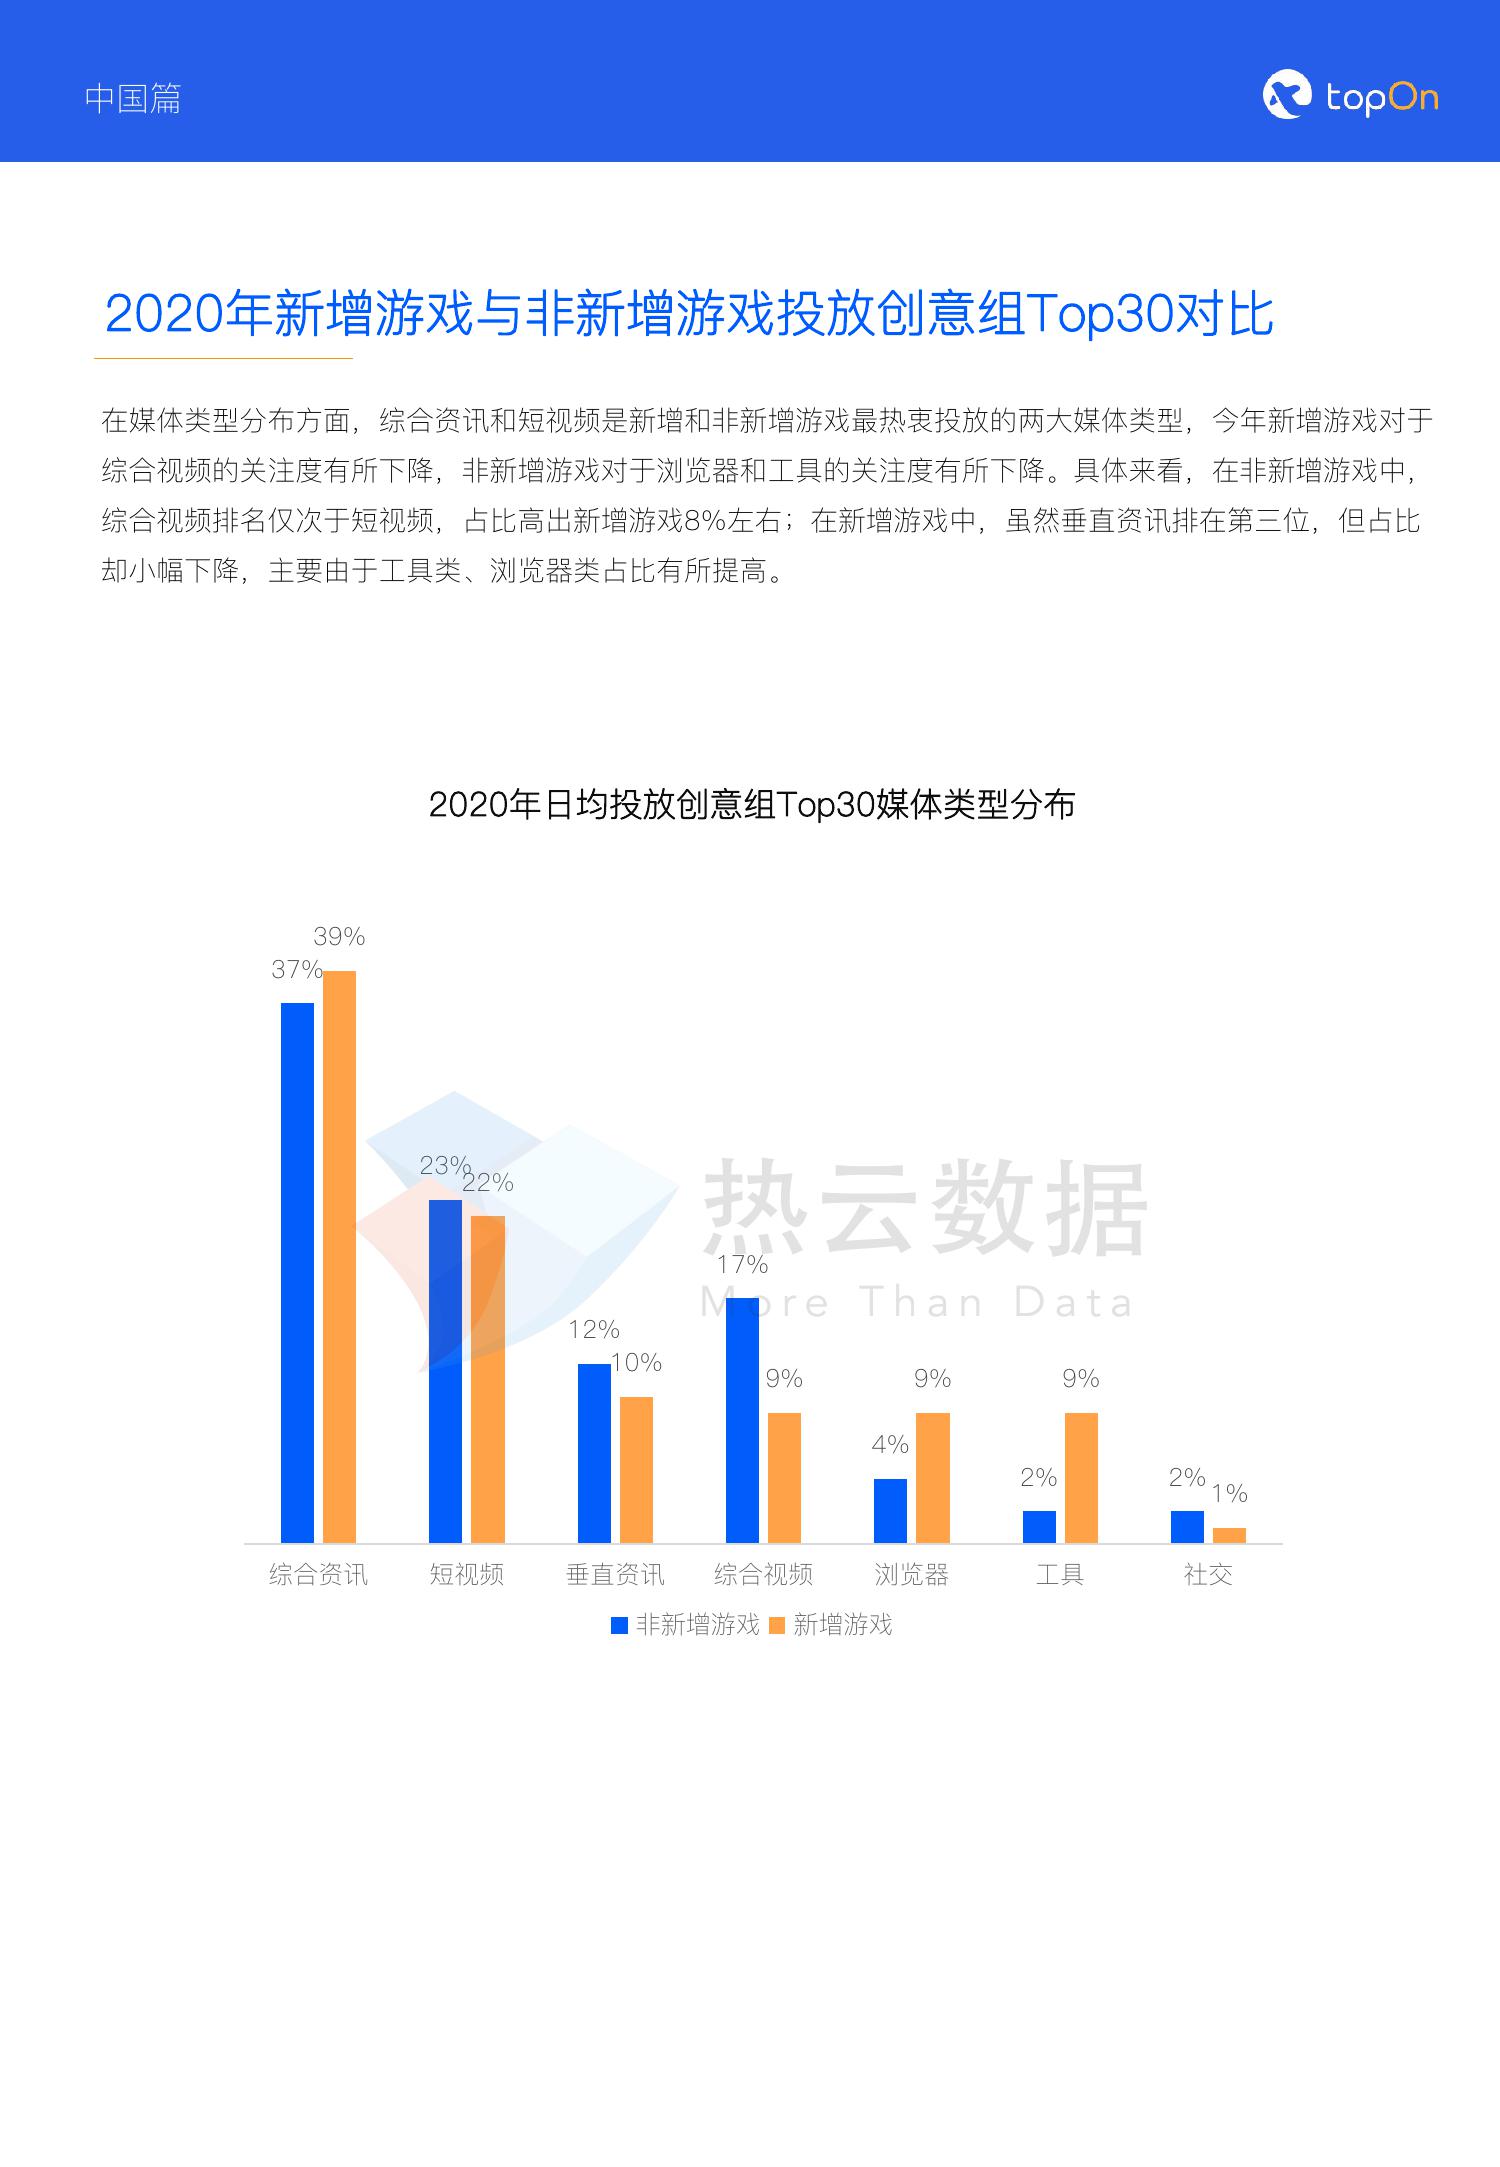 中国篇
topOn
2020年新增游戏与非新增游戏投放创意组Top30对比
在媒体类型分布方面，综合资讯和短视频是新增和非新增游戏最热衷投放的两大媒体类型，今年新增游戏对于
综合视频的关注度有所下降，非新增游戏对于浏览器和工具的关注度有所下降。具体来看，在非新增游戏中，
综合视频排名仅次于短视频，占比高出新增游戏8%左右；在新增游戏中，虽然垂直资讯排在第三位，但占比
却小幅下降，主要由于工具类、浏览器类占比有所提高。
2020年日均投放创意组Top30媒体类型分布
37% 39%
23% 22%
12% 10%
17% 9%
4% 9%
2% 9%
2% 1%
热云数据
More Than Data
综合资讯 短视频 垂直资讯 综合视频 浏览器 工具 社交
非新增游戏 新增游戏